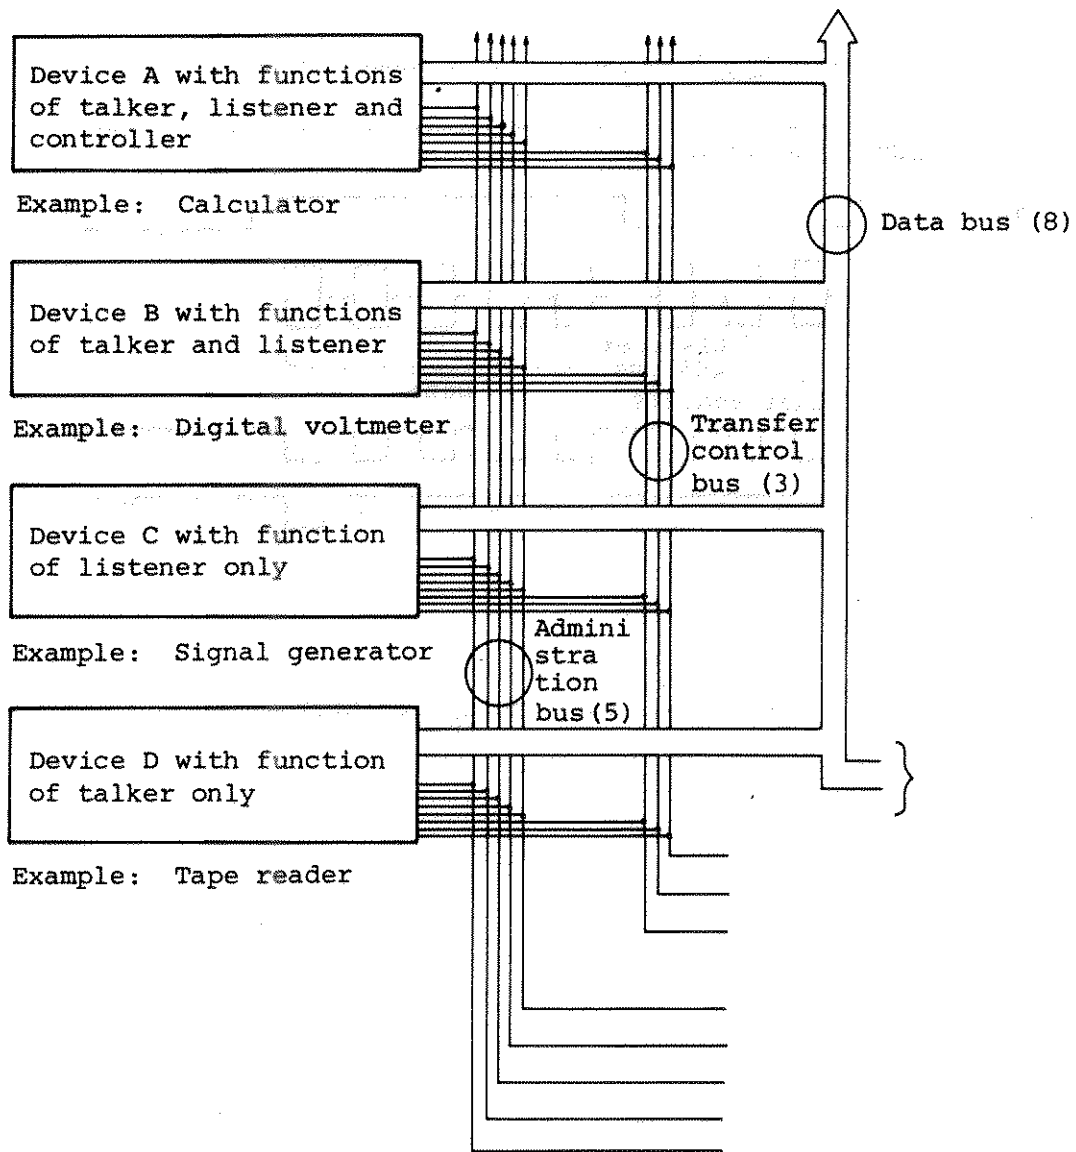 Device A with functions
of talker, listener and
controller
Example: Calculator
Data bus (8)
Device B with functions
of talker and listener
Example: Digital voltmeter
Transfer
control
bus (3)
Device C with function
of listener only
Example: Signal generator
Admini
stra
tion
bus (5)
Device D with function
of talker only
Example: Tape reader